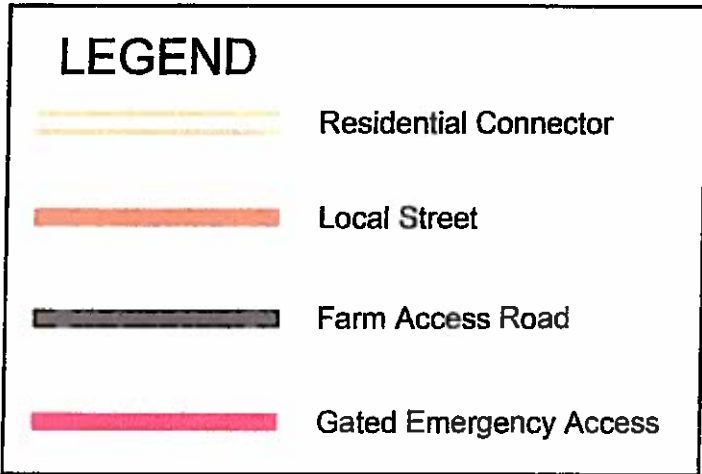 LEGEND
Residential Connector
Local Street
Farm Access Road
Gated Emergency Access